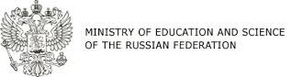 MINISTRY OF EDUCATION AND SCIENCE
OF THE RUSSIAN FEDERATION